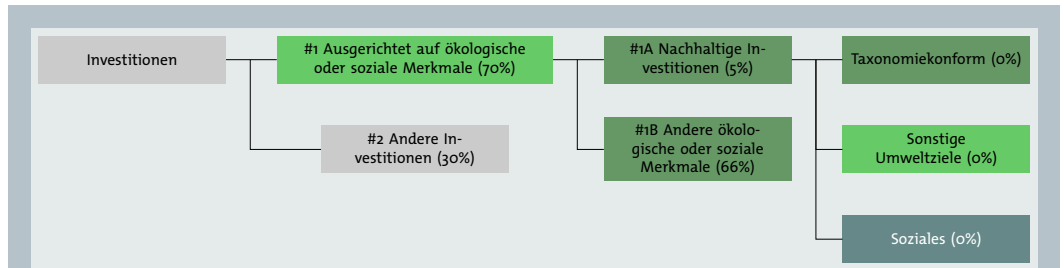 Investitionen
#1 Ausgerichtet auf ökologische
oder soziale Merkmale (70%)
#1A Nachhaltige In-
vestitionen (5%)
Taxonomiekonform (0%)
#2 Andere In-
vestitionen (30%)
#1B Andere ökolo-
gische oder soziale
Merkmale (66%)
Sonstige
Umweltziele (0%)
Soziales (0%)